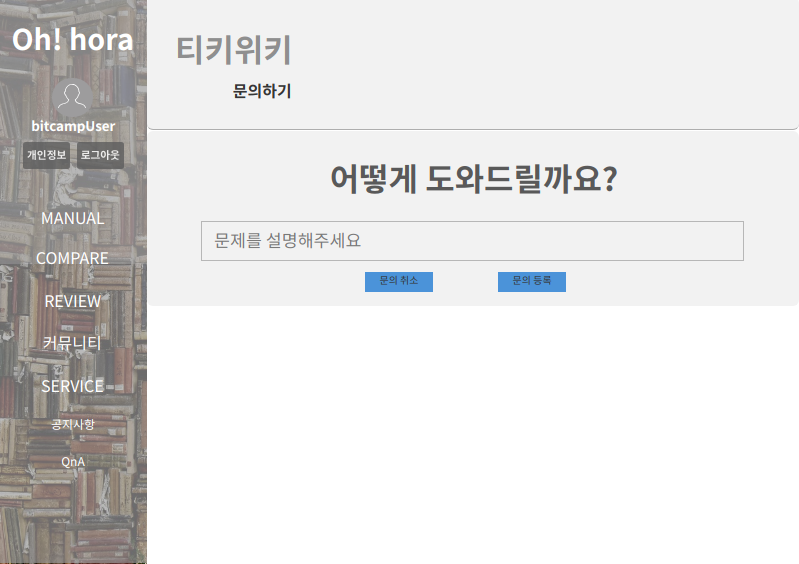 Oh! hora
bitcampUser
개인정보 로그아웃
MANUAL
COMPARE
REVIEW
커뮤니티
SERVICE
공지사항
QnA
티키위키
문의하기
어떻게 도와드릴까요?
문제를 설명해주세요
문의 취소 문의 등록